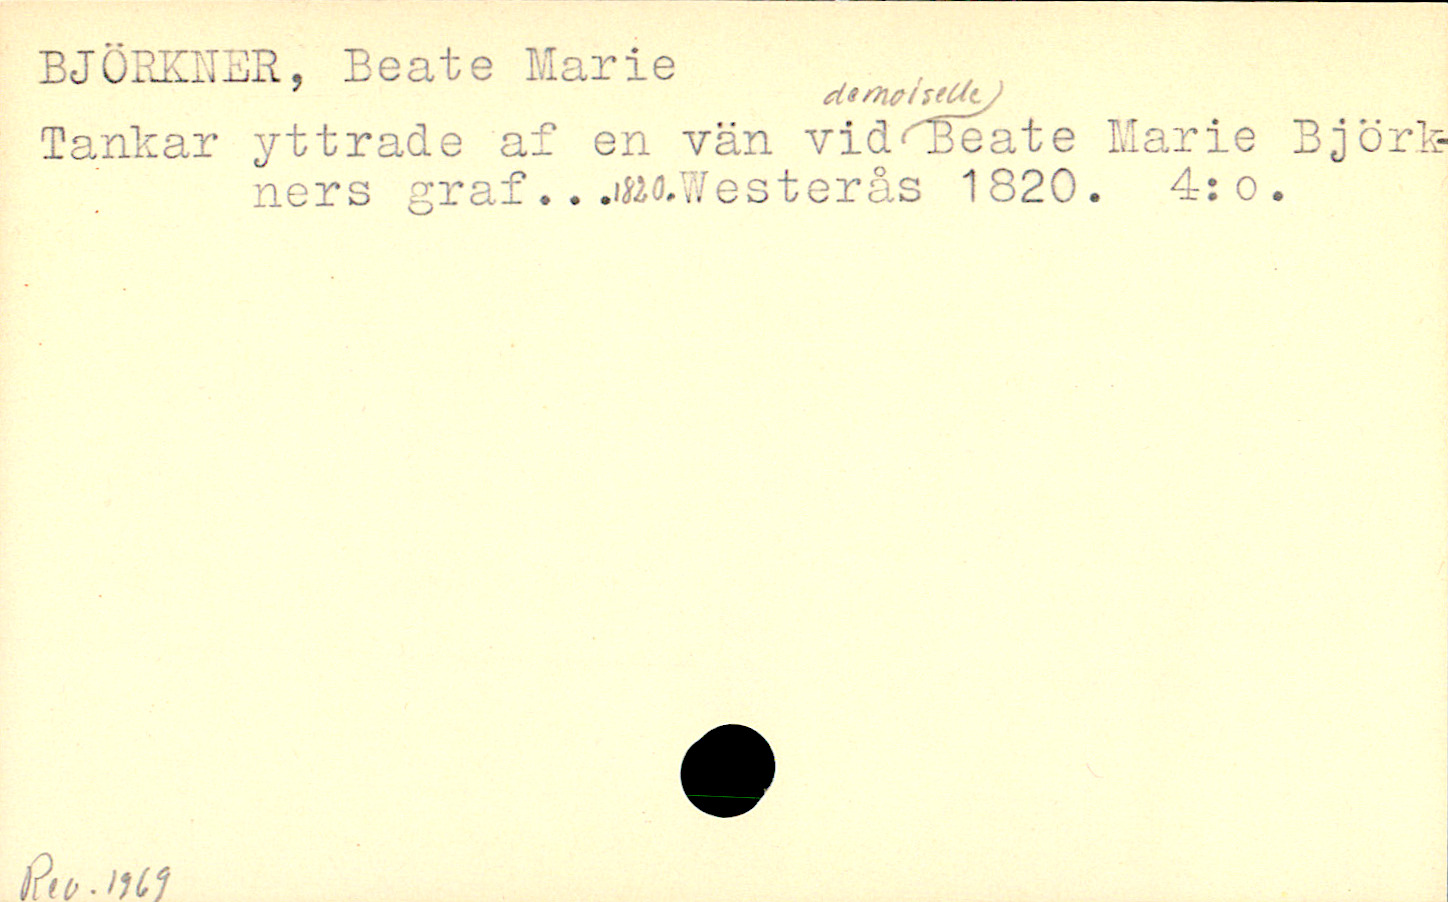 BJÖRKNER, Beate Marie
demoiselle
Tankar yttrade af en vän vid Beate Marie Björk-
ners graf...1820.Westerås 1820. 4:o.
Rev. 1969